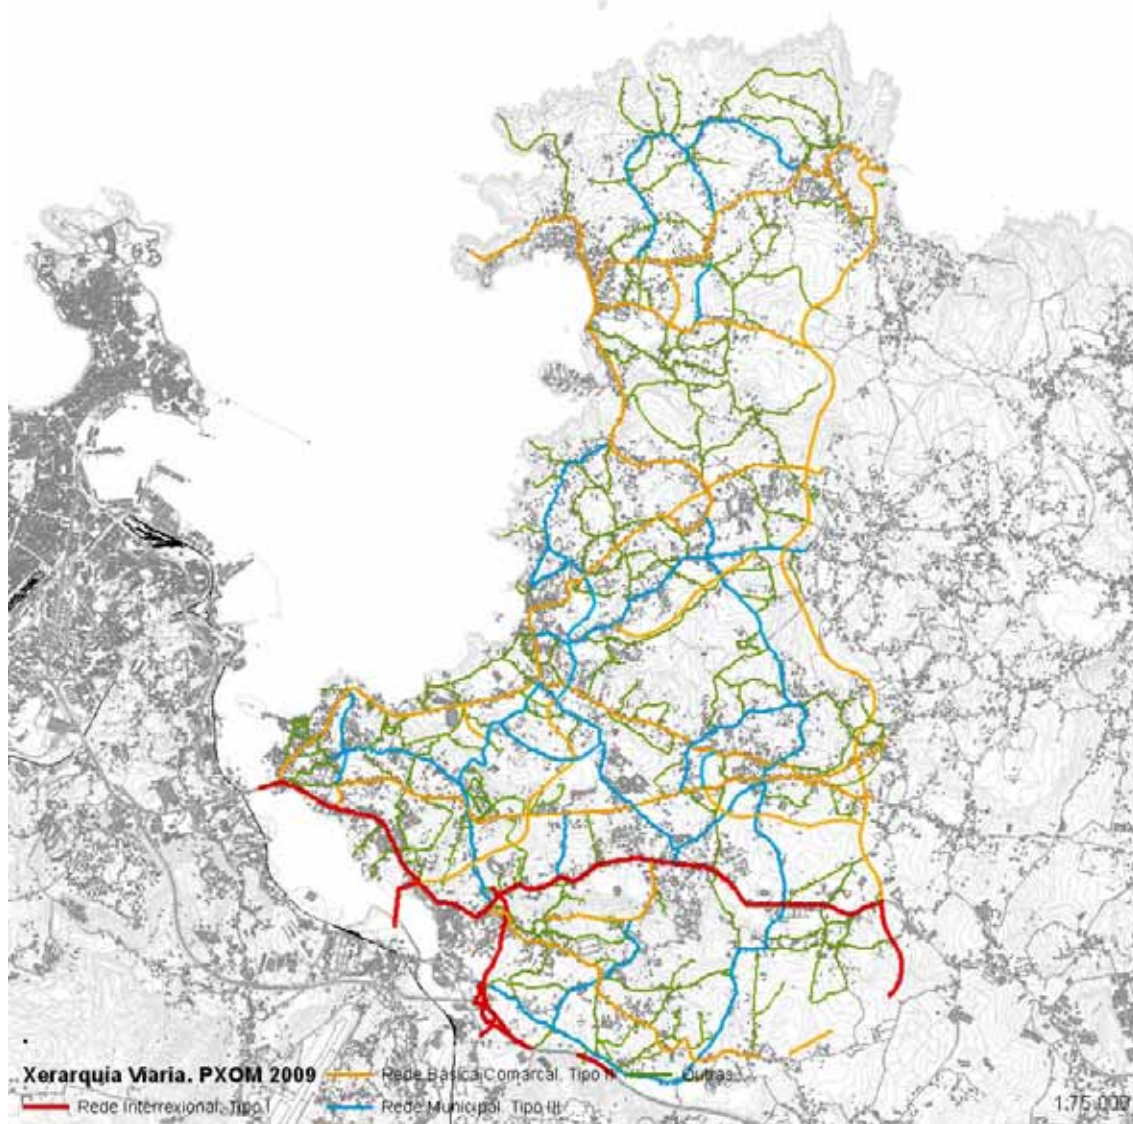 Xerarquía Viaria. PXOM 2009
Rede Básica Comarcal. Tipo II
Outras
Rede Interrexional. Tipo I
Rede Municipal. Tipo III
1:75.000